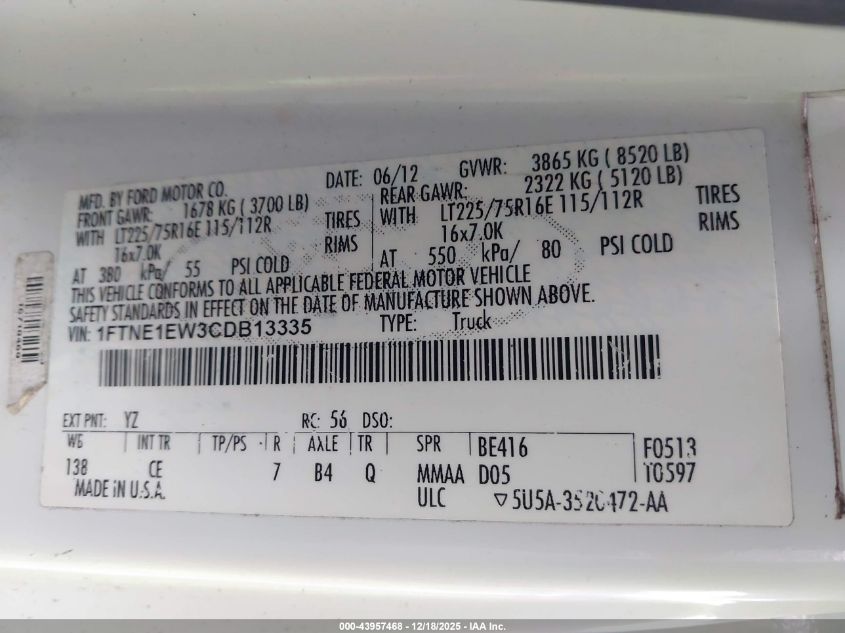 MFD. BY FORD MOTOR CO.
DATE: 06/12 GVWR: 3865 KG ( 8520 LB)
FRONT GAWR: 1678 KG ( 3700 LB) REAR GAWR: 2322 KG ( 5120 LB)
WITH LT225/75R16E 115/112R TIRES WITH LT225/75R16E 115/112R TIRES
16x7.0K RIMS 16x7.0K RIMS
AT 380 kPa/ 55 PSI COLD AT 550 kPa/ 80 PSI COLD
THIS VEHICLE CONFORMS TO ALL APPLICABLE FEDERAL MOTOR VEHICLE
SAFETY STANDARDS IN EFFECT ON THE DATE OF MANUFACTURE SHOWN ABOVE.
VIN: 1FTNE1EW3CDB13335 TYPE: Truck
EXT PNT: YZ RC: 56 DSO:
WB INT TR TP/PS R AXLE TR SPR BE416 F0513
138 CE 7 B4 Q MMAA D05 T0597
MADE IN U.S.A. ULC 5U5A-3520472-AA
000-43957468 - 12/18/2025 - IAA Inc.